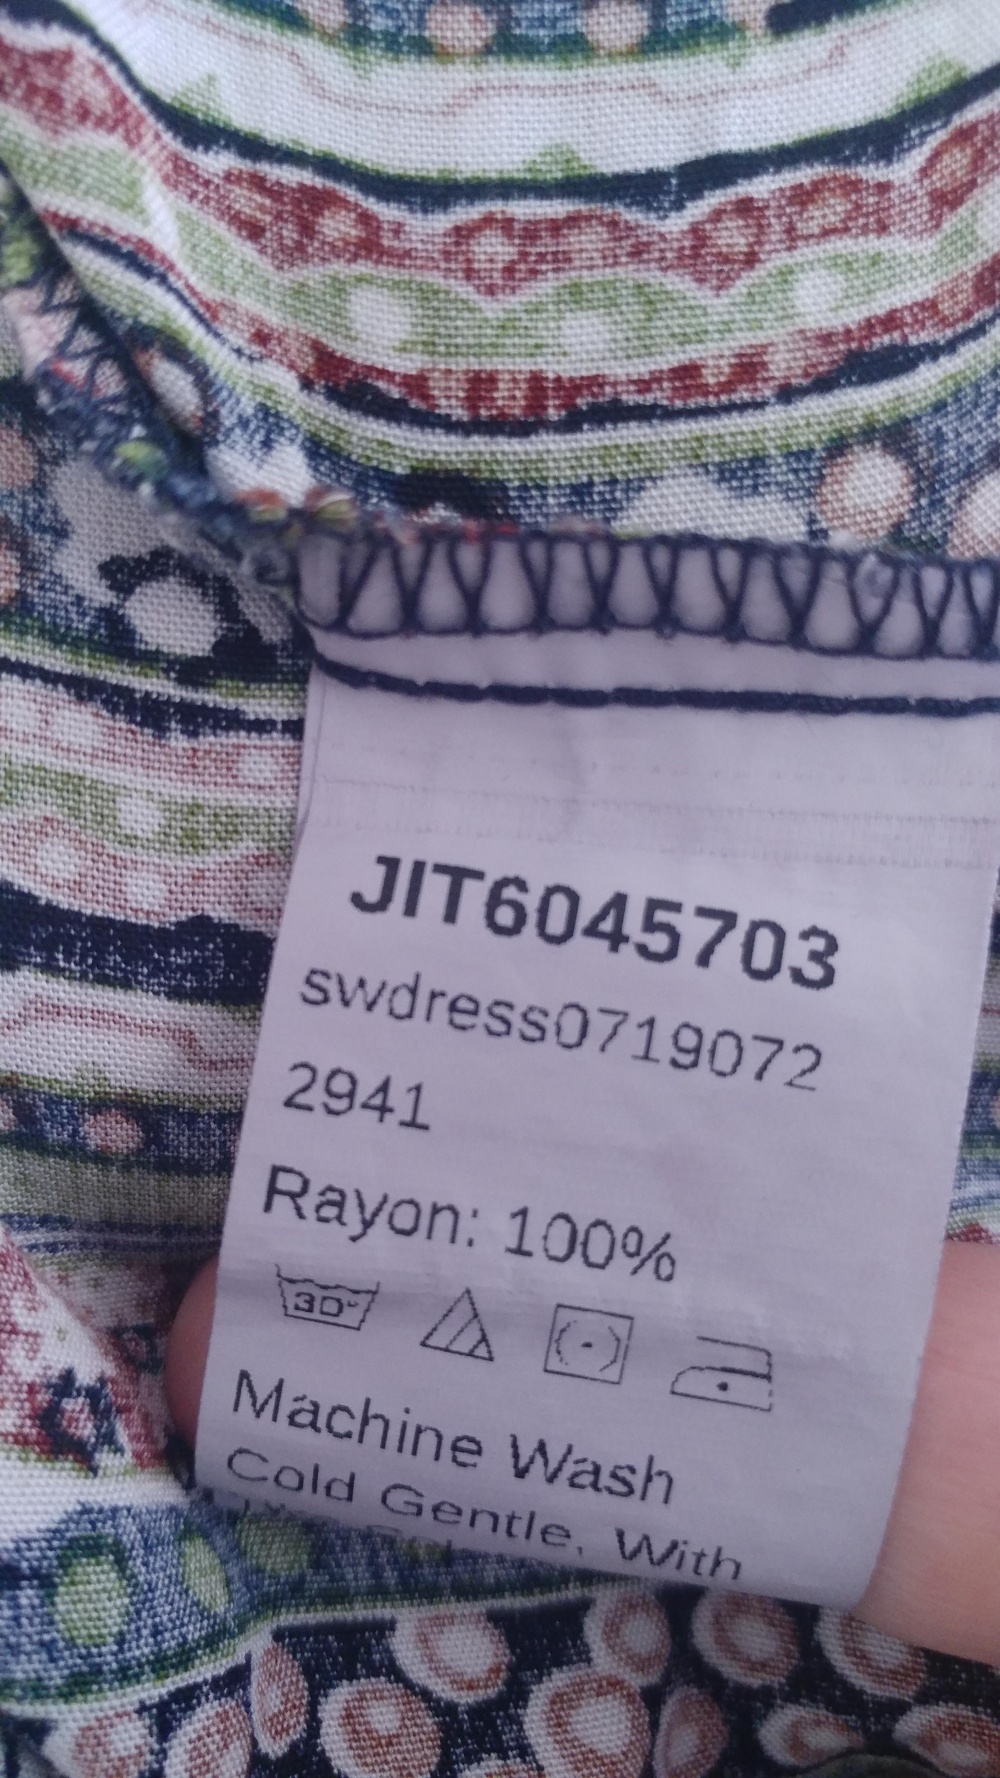 JIT6045703
swdress0719072
2941
Rayon: 100%
30°
Machine Wash
Cold Gentle, With